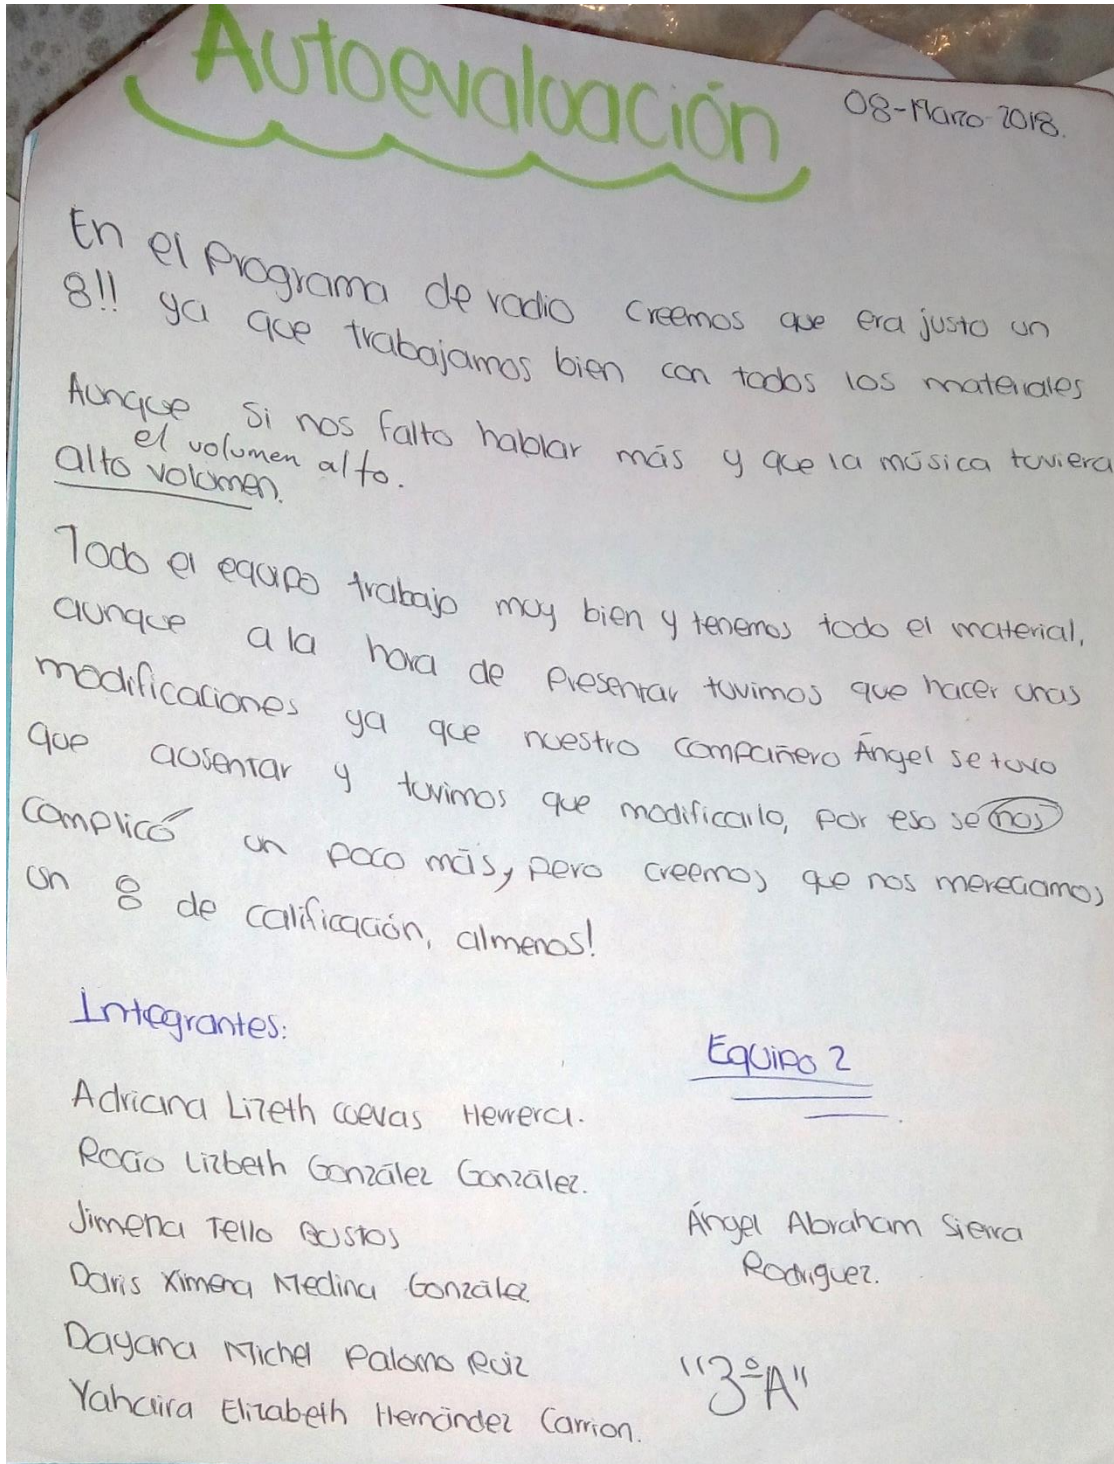 Autoevaluación
08-Marzo-2018.
En el Programa de radio creemos que era justo un
8!! ya que trabajamos bien con todos los materiales
Aunque si nos falto hablar más y que la música tuviera
el volumen alto.
alto volumen.
Todo el equipo trabajo muy bien y tenemos todo el material,
aunque a la hora de presentar tuvimos que hacer unas
modificaciones ya que nuestro compañero Ángel se tuvo
que ausentar y tuvimos que modificarlo, por eso se nos
complicó un poco más, pero creemos que nos mereciamos
un 8 de calificación, almenos!
Integrantes:
Equipo 2
Adriana Lizeth Cuevas Herrera.
Rocio Lizbeth González González.
Jimena Tello Bustos
Daris Ximena Medina González
Dayana Michel Palomo Ruiz
Yahaira Elizabeth Hernández Carrion.
Ángel Abraham Sierra
Rodriguez.
"3ºA"